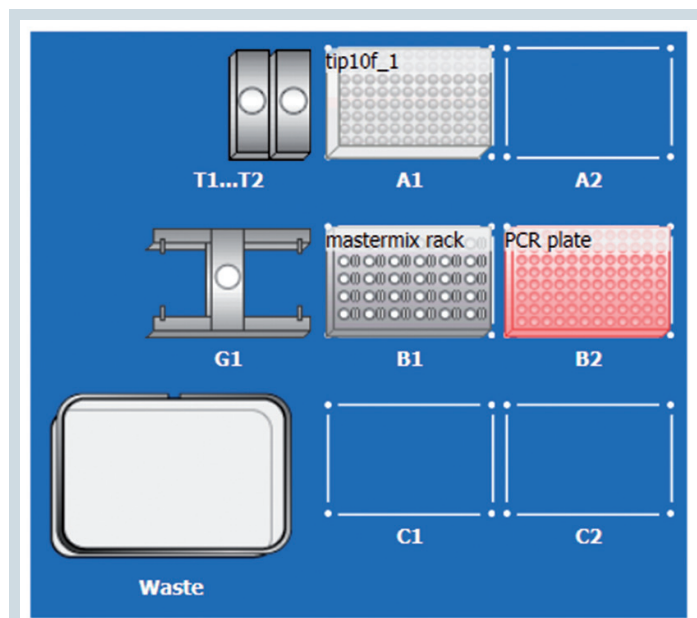 tip10f_1
T1...T2
A1
A2
mastermix rack
PCR plate
G1
B1
B2
C1
C2
Waste